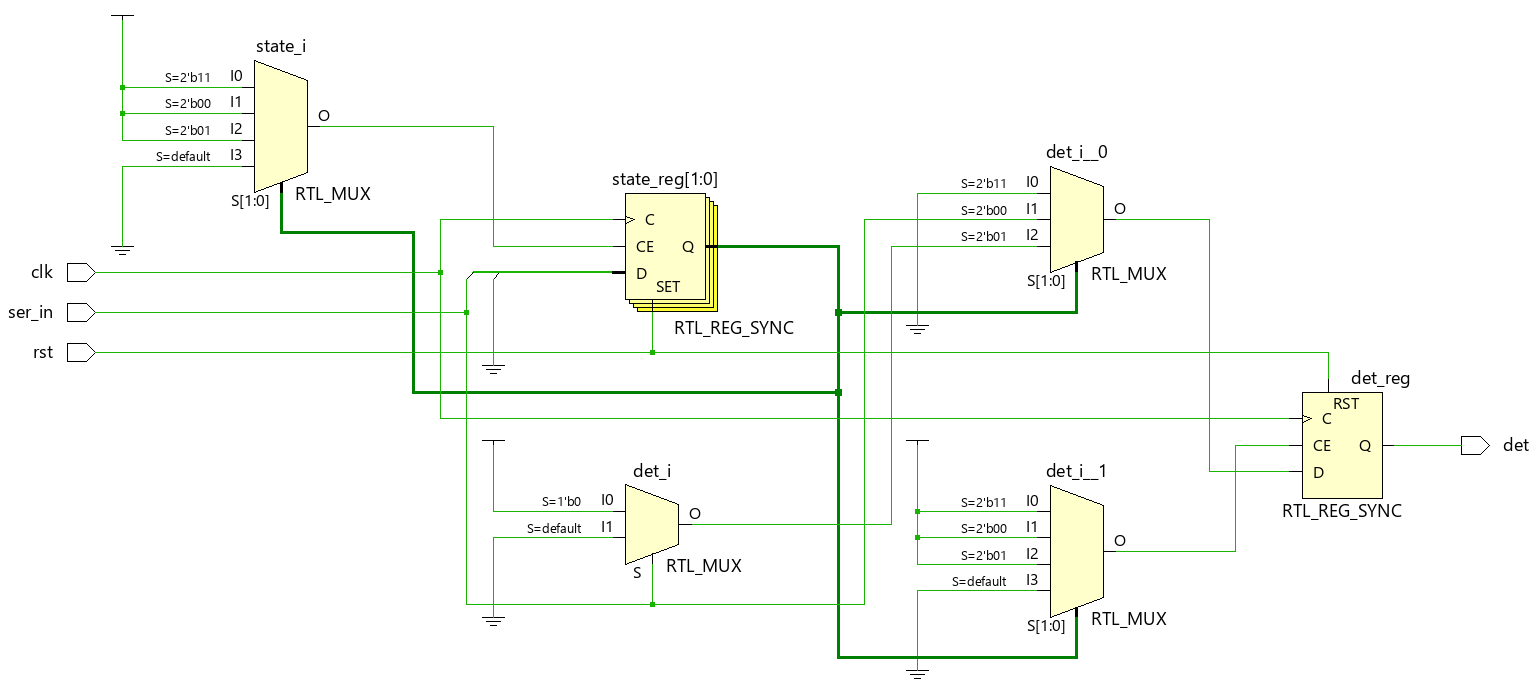 state_i
S=2'b11 I0
S=2'b00 I1
S=2'b01 I2
S=default I3
O
S[1:0]
RTL_MUX
clk
ser_in
rst
state_reg[1:0]
C
CE
D
Q
SET
RTL_REG_SYNC
det_i
S=1'b0 I0
S=default I1
O
S
RTL_MUX
det_i__0
S=2'b11 I0
S=2'b00 I1
S=2'b01 I2
O
S[1:0]
RTL_MUX
det_i__1
S=2'b11 I0
S=2'b00 I1
S=2'b01 I2
S=default I3
O
S[1:0]
RTL_MUX
det_reg
RST
C
CE
D
Q
RTL_REG_SYNC
det